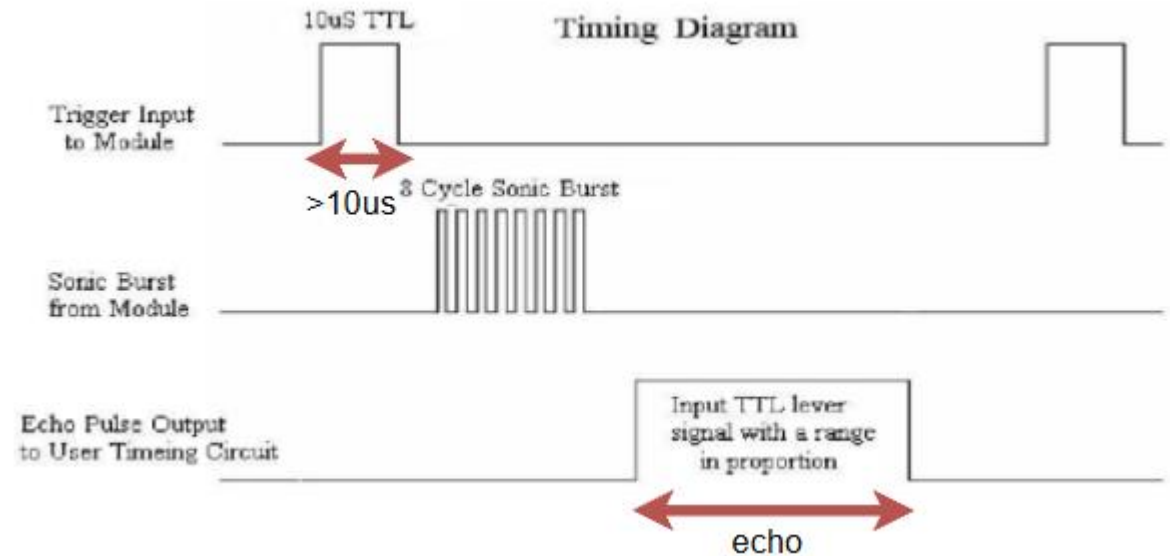 10uS TTL
Timing Diagram
Trigger Input
to Module
>10us
8 Cycle Sonic Burst
Sonic Burst
from Module
Echo Pulse Output
to User Timeing Circuit
Input TTL lever
signal with a range
in proportion
echo